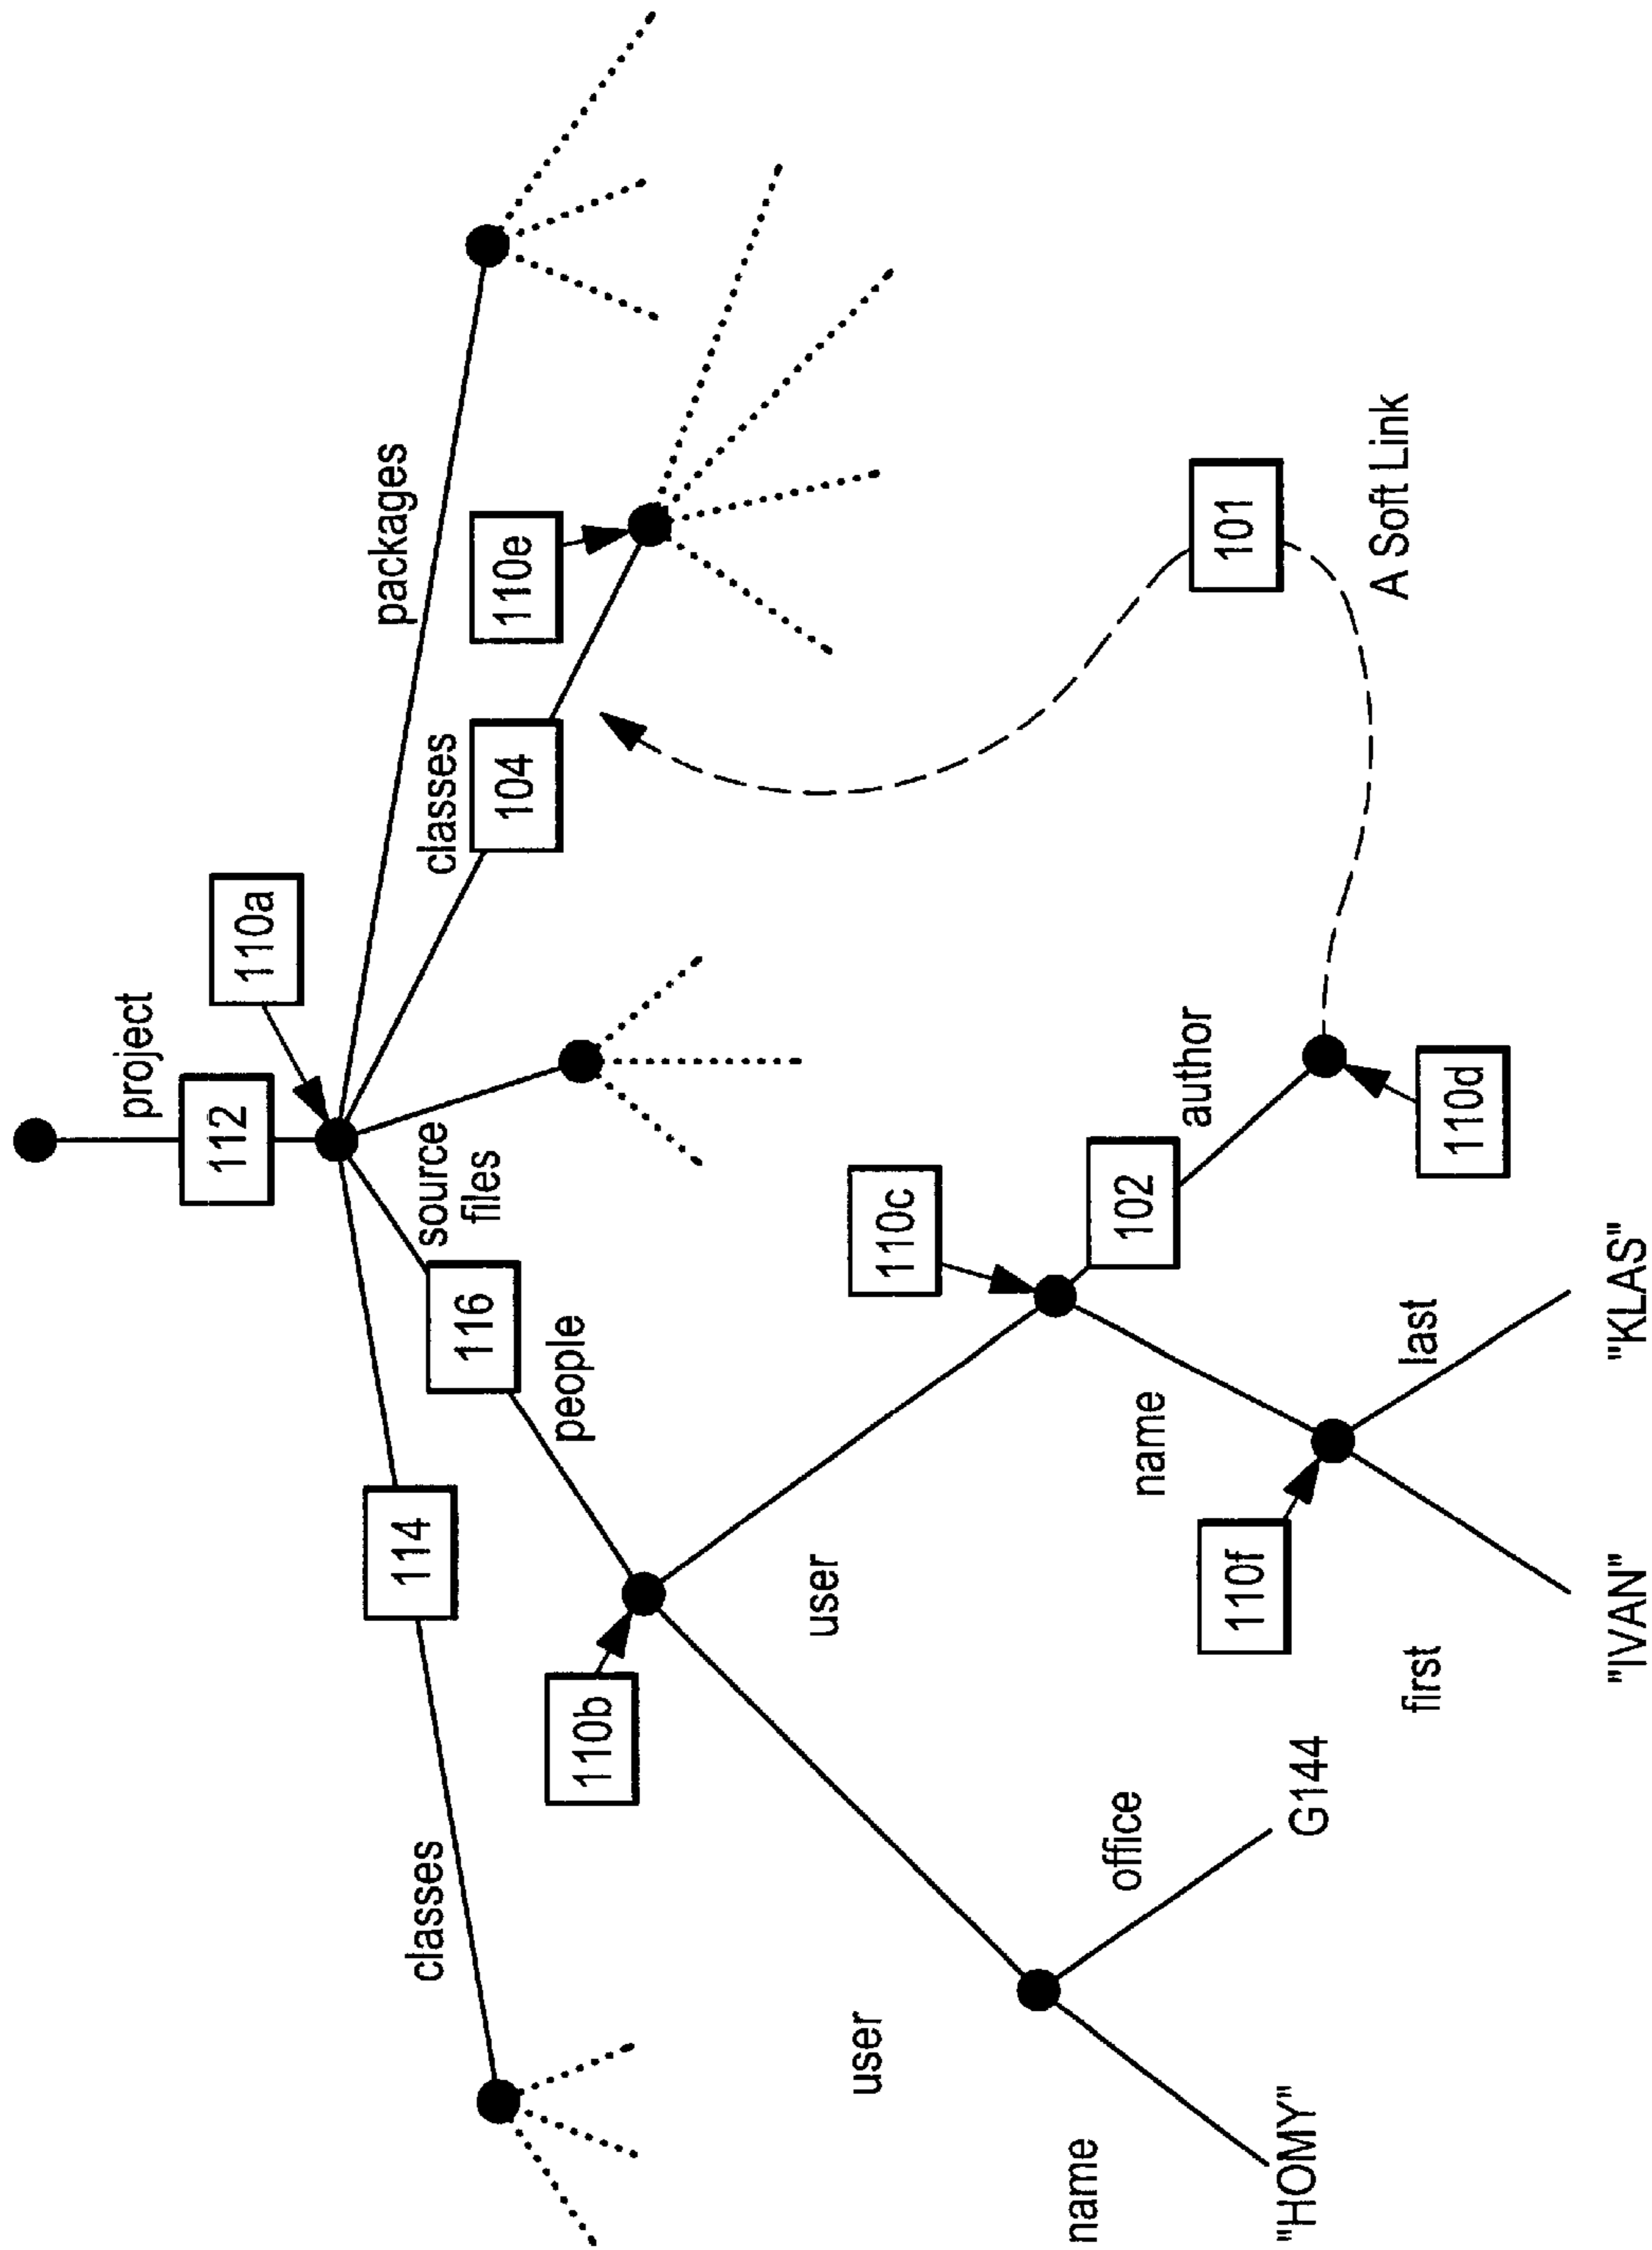 project
112
110a
packages
classes
114
classes
104
110e
source
files
116
people
110b
user
user
110c
name
office
"HOMY"
G144
name
102
author
110f
110d
first
last
"IVAN"
"KLAS"
101
A Soft Link